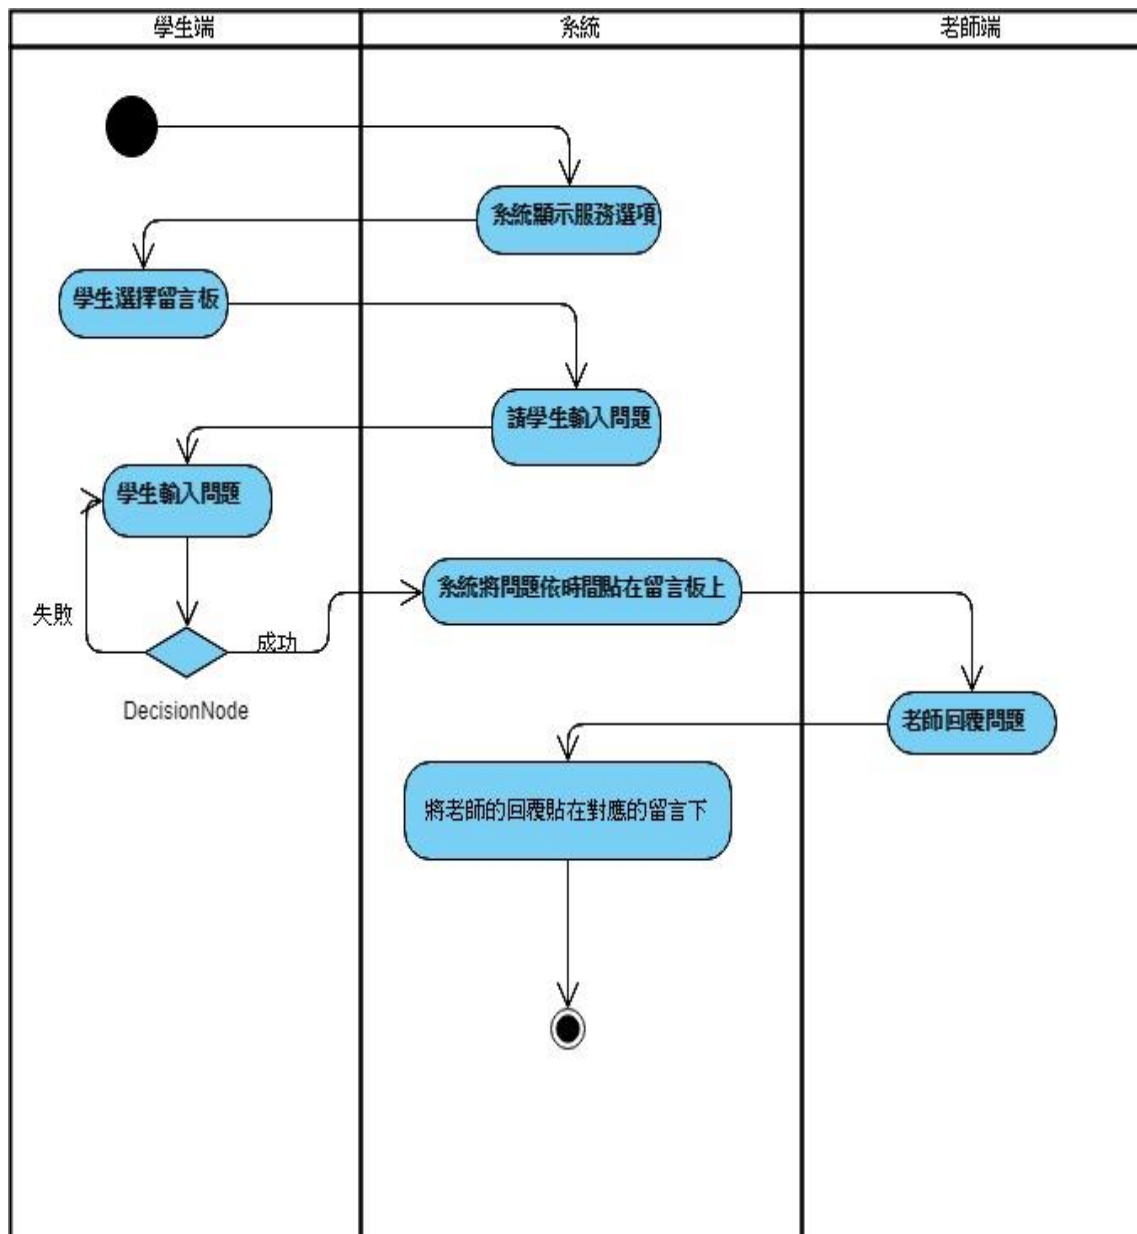 學生端
系統
老師端
系統顯示服務選項
學生選擇留言板
請學生輸入問題
學生輸入問題
系統將問題依時間貼在留言板上
失敗
成功
DecisionNode
老師回覆問題
將老師的回覆貼在對應的留言下